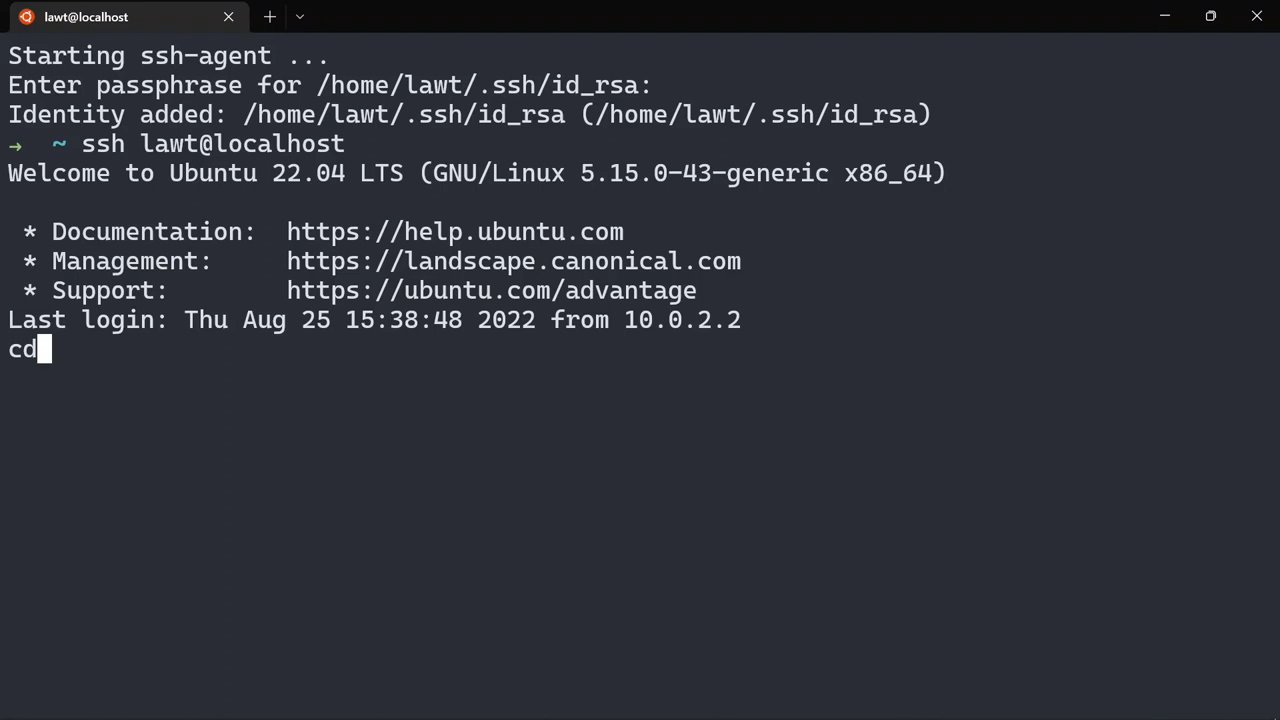 lawt@localhost
Starting ssh-agent ...
Enter passphrase for /home/lawt/.ssh/id_rsa:
Identity added: /home/lawt/.ssh/id_rsa (/home/lawt/.ssh/id_rsa)
→ ~ ssh lawt@localhost
Welcome to Ubuntu 22.04 LTS (GNU/Linux 5.15.0-43-generic x86_64)
* Documentation: https://help.ubuntu.com
* Management: https://landscape.canonical.com
* Support: https://ubuntu.com/advantage
Last login: Thu Aug 25 15:38:48 2022 from 10.0.2.2
cd